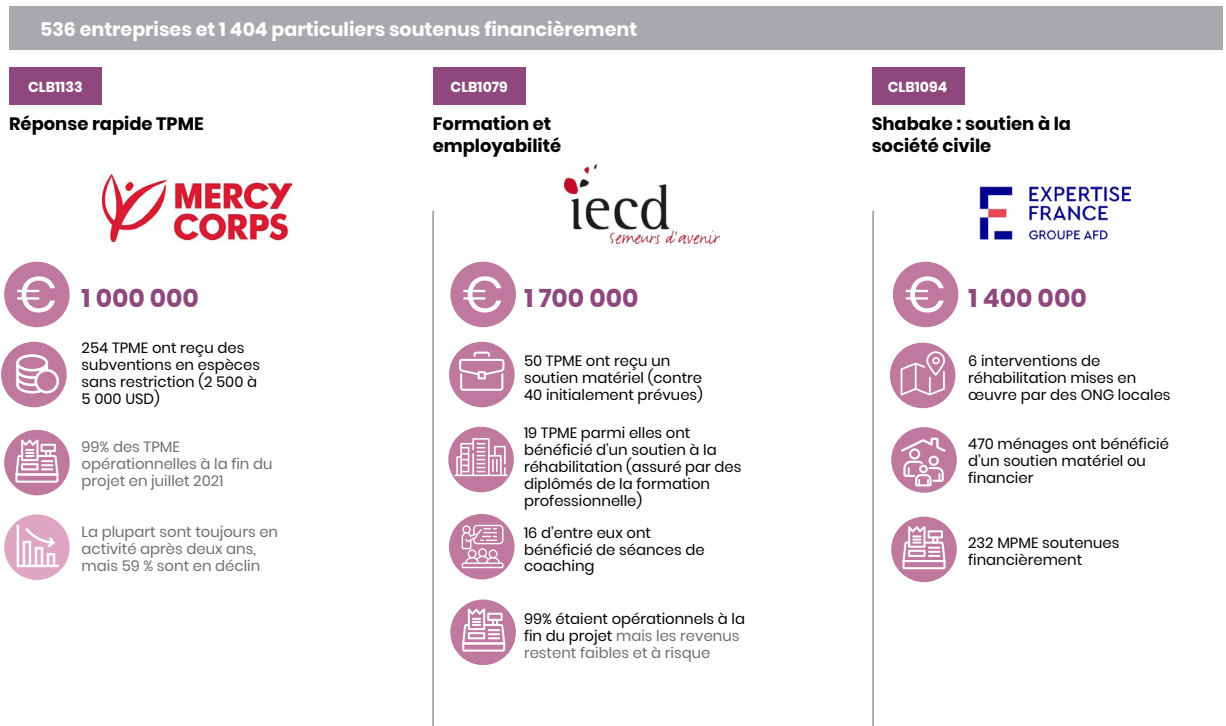 536 entreprises et 1 404 particuliers soutenus financièrement
CLB1133
Réponse rapide TPME
MERCY
CORPS
€
1 000 000
254 TPME ont reçu des
subventions en espèces
sans restriction (2 500 à
5 000 USD)
99% des TPME
opérationnelles à la fin du
projet en juillet 2021
La plupart sont toujours en
activité après deux ans,
mais 59 % sont en déclin
CLB1079
Formation et
employabilité
iecd
semeurs d'avenir
€
1 700 000
50 TPME ont reçu un
soutien matériel (contre
40 initialement prévues)
19 TPME parmi elles ont
bénéficié d'un soutien à la
réhabilitation (assuré par des
diplômés de la formation
professionnelle)
16 d'entre eux ont
bénéficié de séances de
coaching
99% étaient opérationnels à la
fin du projet mais les revenus
restent faibles et à risque
CLB1094
Shabake : soutien à la
société civile
EXPERTISE
FRANCE
GROUPE AFD
€
1 400 000
6 interventions de
réhabilitation mises en
œuvre par des ONG locales
470 ménages ont bénéficié
d'un soutien matériel ou
financier
232 MPME soutenues
financièrement